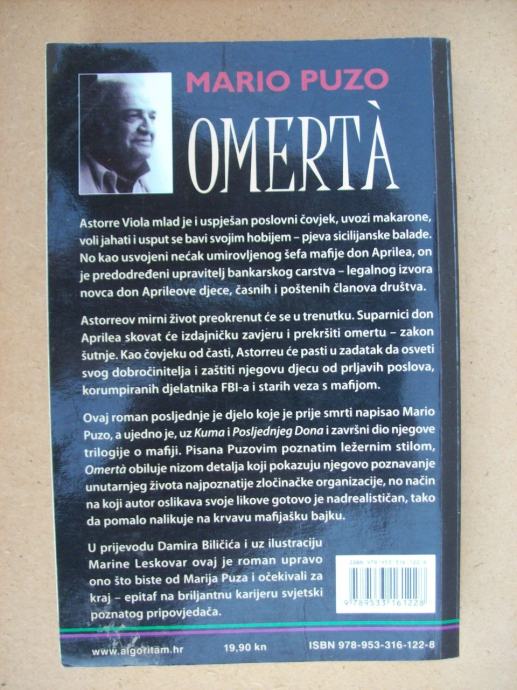 MARIO PUZO
OMERTÀ
Astorre Viola mlad je i uspješan poslovni čovjek, uvozi makarone,
voli jahati i usput se bavi svojim hobijem – pjeva sicilijanske balade.
No kao usvojeni nećak umirovljenog šefa mafije don Aprilea, on
je predodređeni upravitelj bankarskog carstva – legalnog izvora
novca don Aprileove djece, časnih i poštenih članova društva.
Astorreov mirni život preokrenut će se u trenutku. Suparnici don
Aprilea skovat će izdajničku zavjeru i prekršiti omertu – zakon
šutnje. Kao čovjeku od časti, Astorreu će pasti u zadatak da osveti
svog dobročinitelja i zaštiti njegovu djecu od prljavih poslova,
korumpiranih djelatnika FBI-a i starih veza s mafijom.
Ovaj roman posljednje je djelo koje je prije smrti napisao Mario
Puzo, a ujedno je, uz Kuma i Posljednjeg Dona i završni dio njegove
trilogije o mafiji. Pisana Puzovim poznatim ležernim stilom,
Omertà obiluje nizom detalja koji pokazuju njegovo poznavanje
unutarnjeg života najpoznatije zločinačke organizacije, no način
na koji autor oslikava svoje likove gotovo je nadrealističan, tako
da pomalo nalikuje na krvavu mafijašku bajku.
U prijevodu Damira Biličića i uz ilustraciju
Marine Leskovar ovaj je roman upravo
ono što biste od Marija Puza i očekivali za
kraj – epitaf na briljantnu karijeru svjetski
poznatog pripovjedača.
ISBN 978-953-316-122-8
9 789533 161228
www.algoritam.hr
19,90 kn
ISBN 978-953-316-122-8